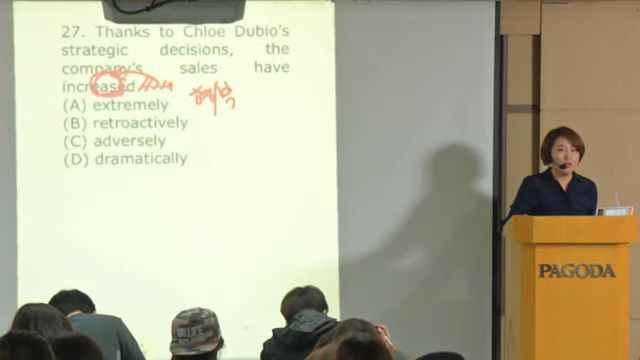 27. Thanks to Chloe Dubio's
strategic decisions, the
company's sales have
increased
(A) extremely
(B) retroactively
(C) adversely
(D) dramatically
PAGODA